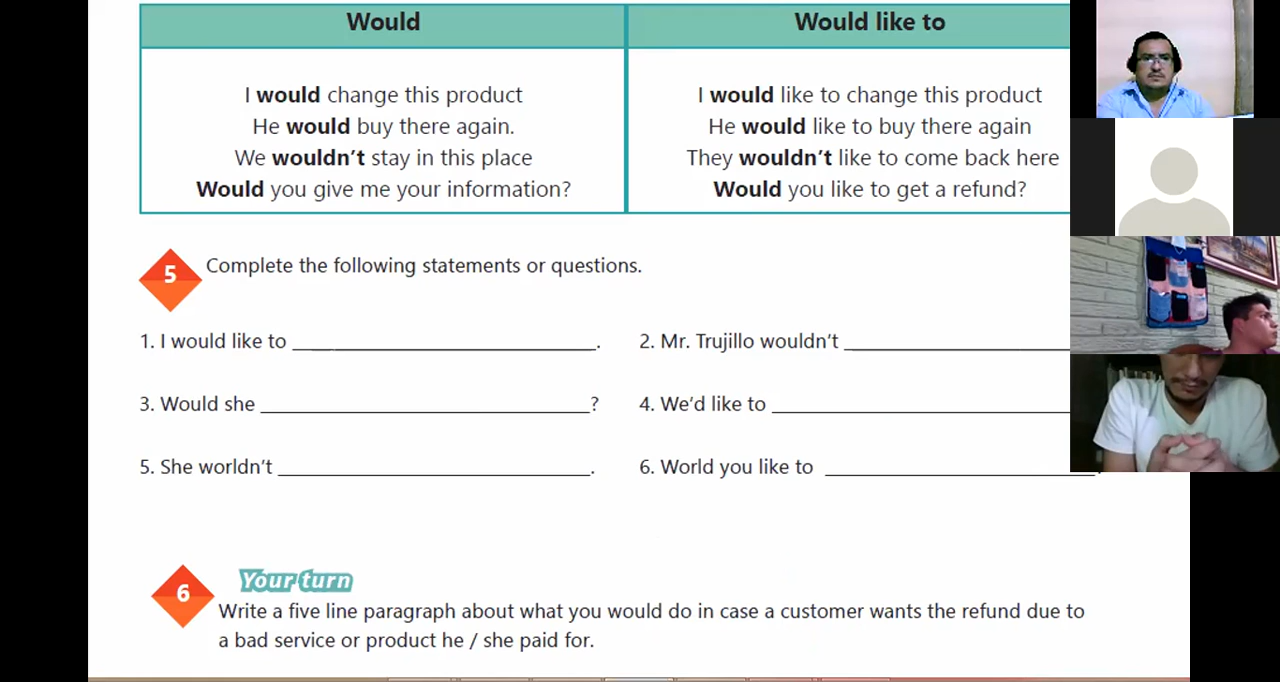 Would
Would like to
I would change this product
He would buy there again.
We wouldn't stay in this place
Would you give me your information?
I would like to change this product
He would like to buy there again
They wouldn't like to come back here
Would you like to get a refund?
5
Complete the following statements or questions.
1. I would like to ____________________________.
2. Mr. Trujillo wouldn't _____________________
3. Would she ______________________________?
4. We'd like to ___________________________
5. She worldn't ____________________________.
6. World you like to _________________________
6
Your turn
Write a five line paragraph about what you would do in case a customer wants the refund due to
a bad service or product he / she paid for.